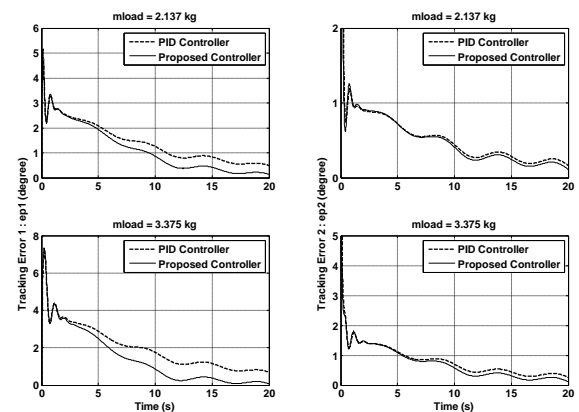 mload = 2.137 kg
6
5
4
3
2
1
0
0 5 10 15 20
PID Controller
Proposed Controller
mload = 2.137 kg
2
1
0
0 5 10 15 20
PID Controller
Proposed Controller
Tracking Error 1 : ep1 (degree)
mload = 3.375 kg
8
6
4
2
0
0 5 10 15 20
PID Controller
Proposed Controller
Time (s)
Tracking Error 2 : ep2 (degree)
mload = 3.375 kg
5
4
3
2
1
0
0 5 10 15 20
PID Controller
Proposed Controller
Time (s)